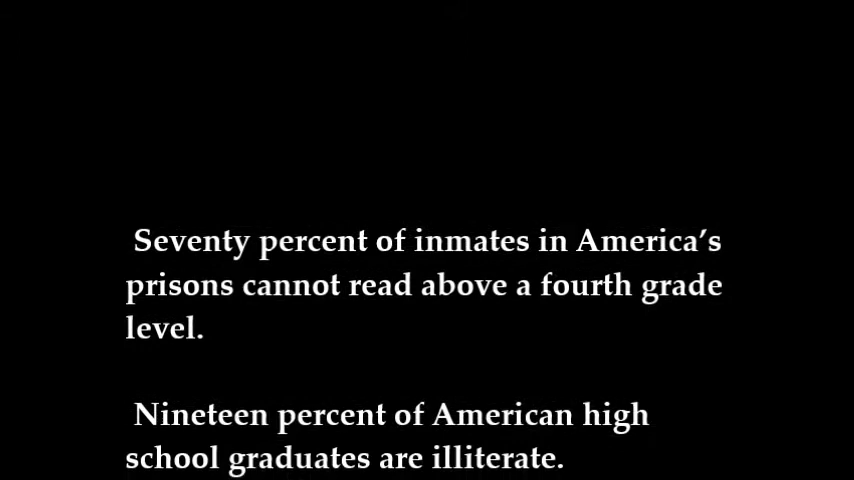 Seventy percent of inmates in America’s
prisons cannot read above a fourth grade
level.
Nineteen percent of American high
school graduates are illiterate.